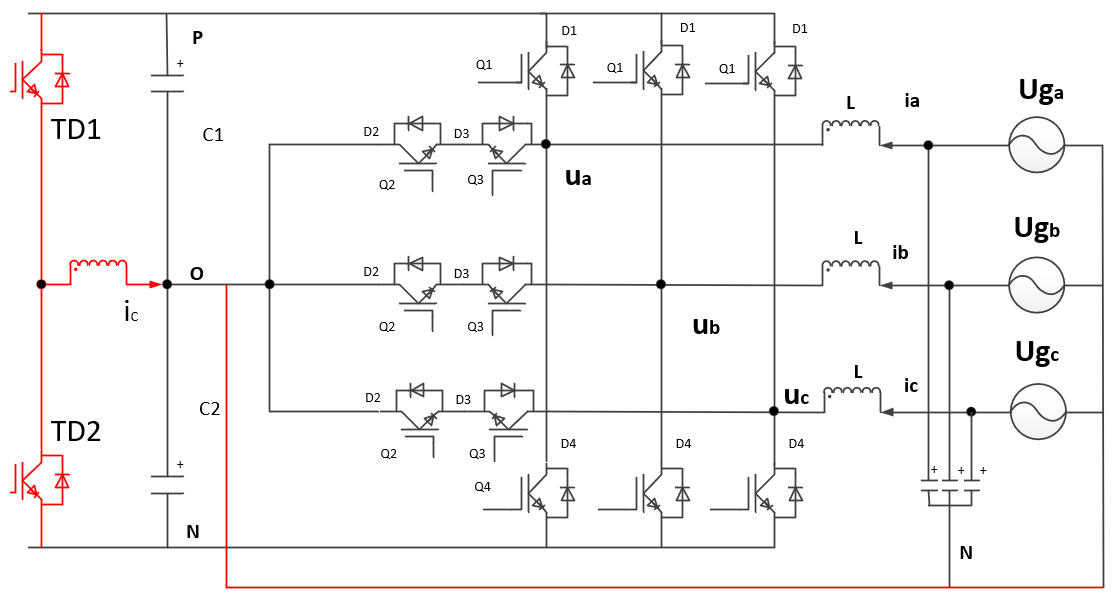 D1
D1
D1
P
+
Q1
Q1
Q1
TD1
C1
D2
D3
L
ia
Uga
Q2
Q3
ua
O
D2
D3
L
ib
Ugb
ic
Q2
Q3
ub
C2
D2
D3
L
ic
Ugc
uc
TD2
Q2
Q3
D4
D4
D4
+
Q4
+
+
+
N
N